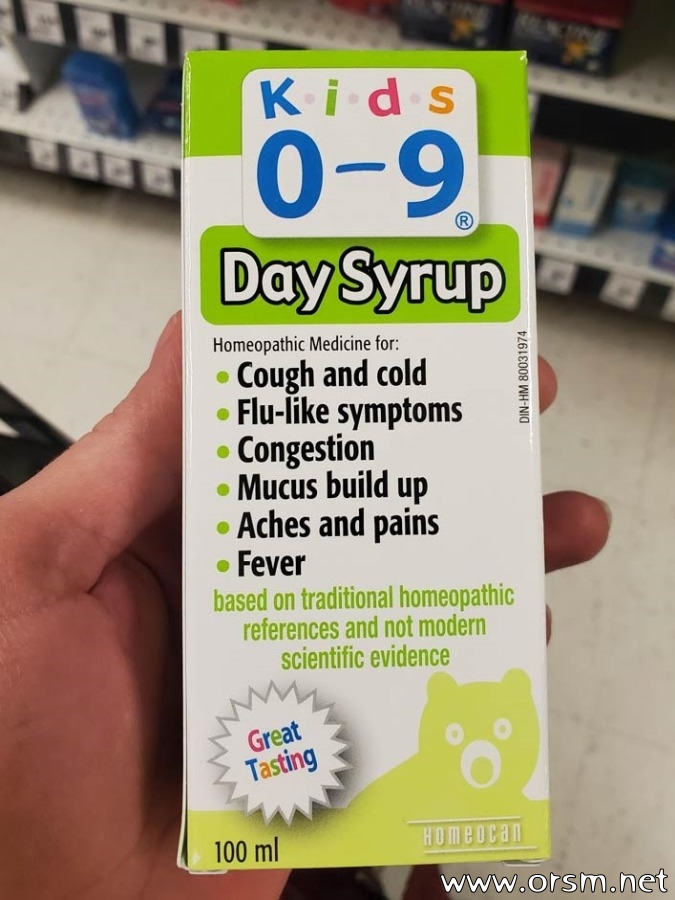 Kids
0-9®
Day Syrup
Homeopathic Medicine for:
• Cough and cold
• Flu-like symptoms
• Congestion
• Mucus build up
• Aches and pains
• Fever
based on traditional homeopathic
references and not modern
scientific evidence
DIN-HM 80031974
Great
Tasting
HOMEOCAN
100 ml
www.orsm.net